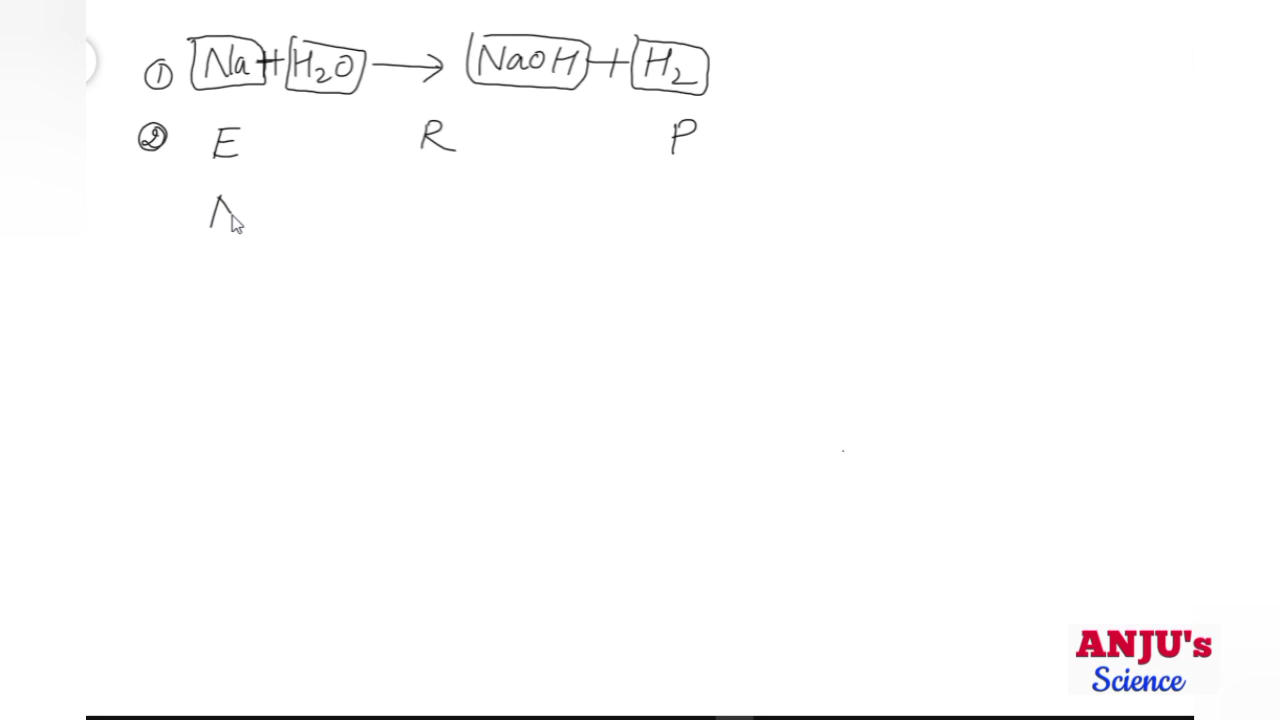 ① Na + H₂O → NaOH + H₂
② E R P
ANJU's
Science